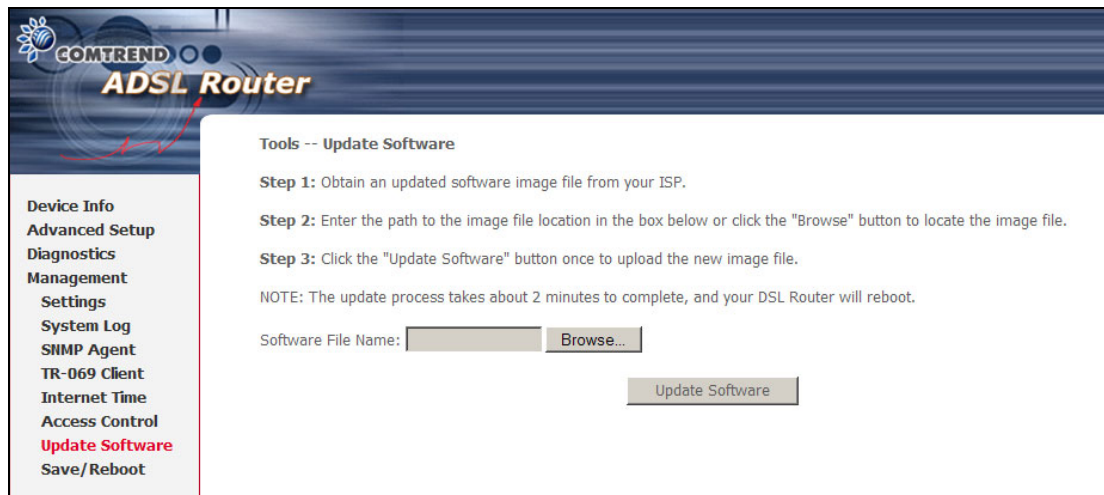 COMTREND
ADSL Router
Device Info
Advanced Setup
Diagnostics
Management
Settings
System Log
SNMP Agent
TR-069 Client
Internet Time
Access Control
Update Software
Save/Reboot
Tools -- Update Software
Step 1: Obtain an updated software image file from your ISP.
Step 2: Enter the path to the image file location in the box below or click the "Browse" button to locate the image file.
Step 3: Click the "Update Software" button once to upload the new image file.
NOTE: The update process takes about 2 minutes to complete, and your DSL Router will reboot.
Software File Name: Browse...
Update Software